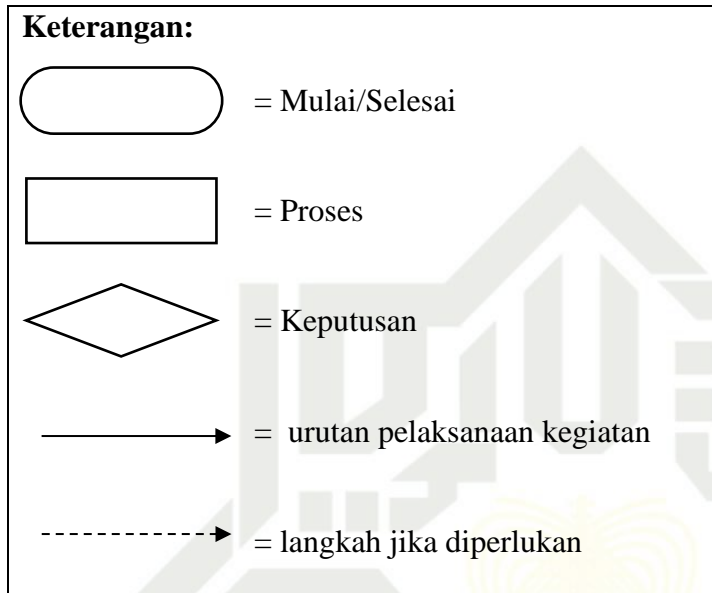 Keterangan:
= Mulai/Selesai
= Proses
= Keputusan
= urutan pelaksanaan kegiatan
= langkah jika diperlukan